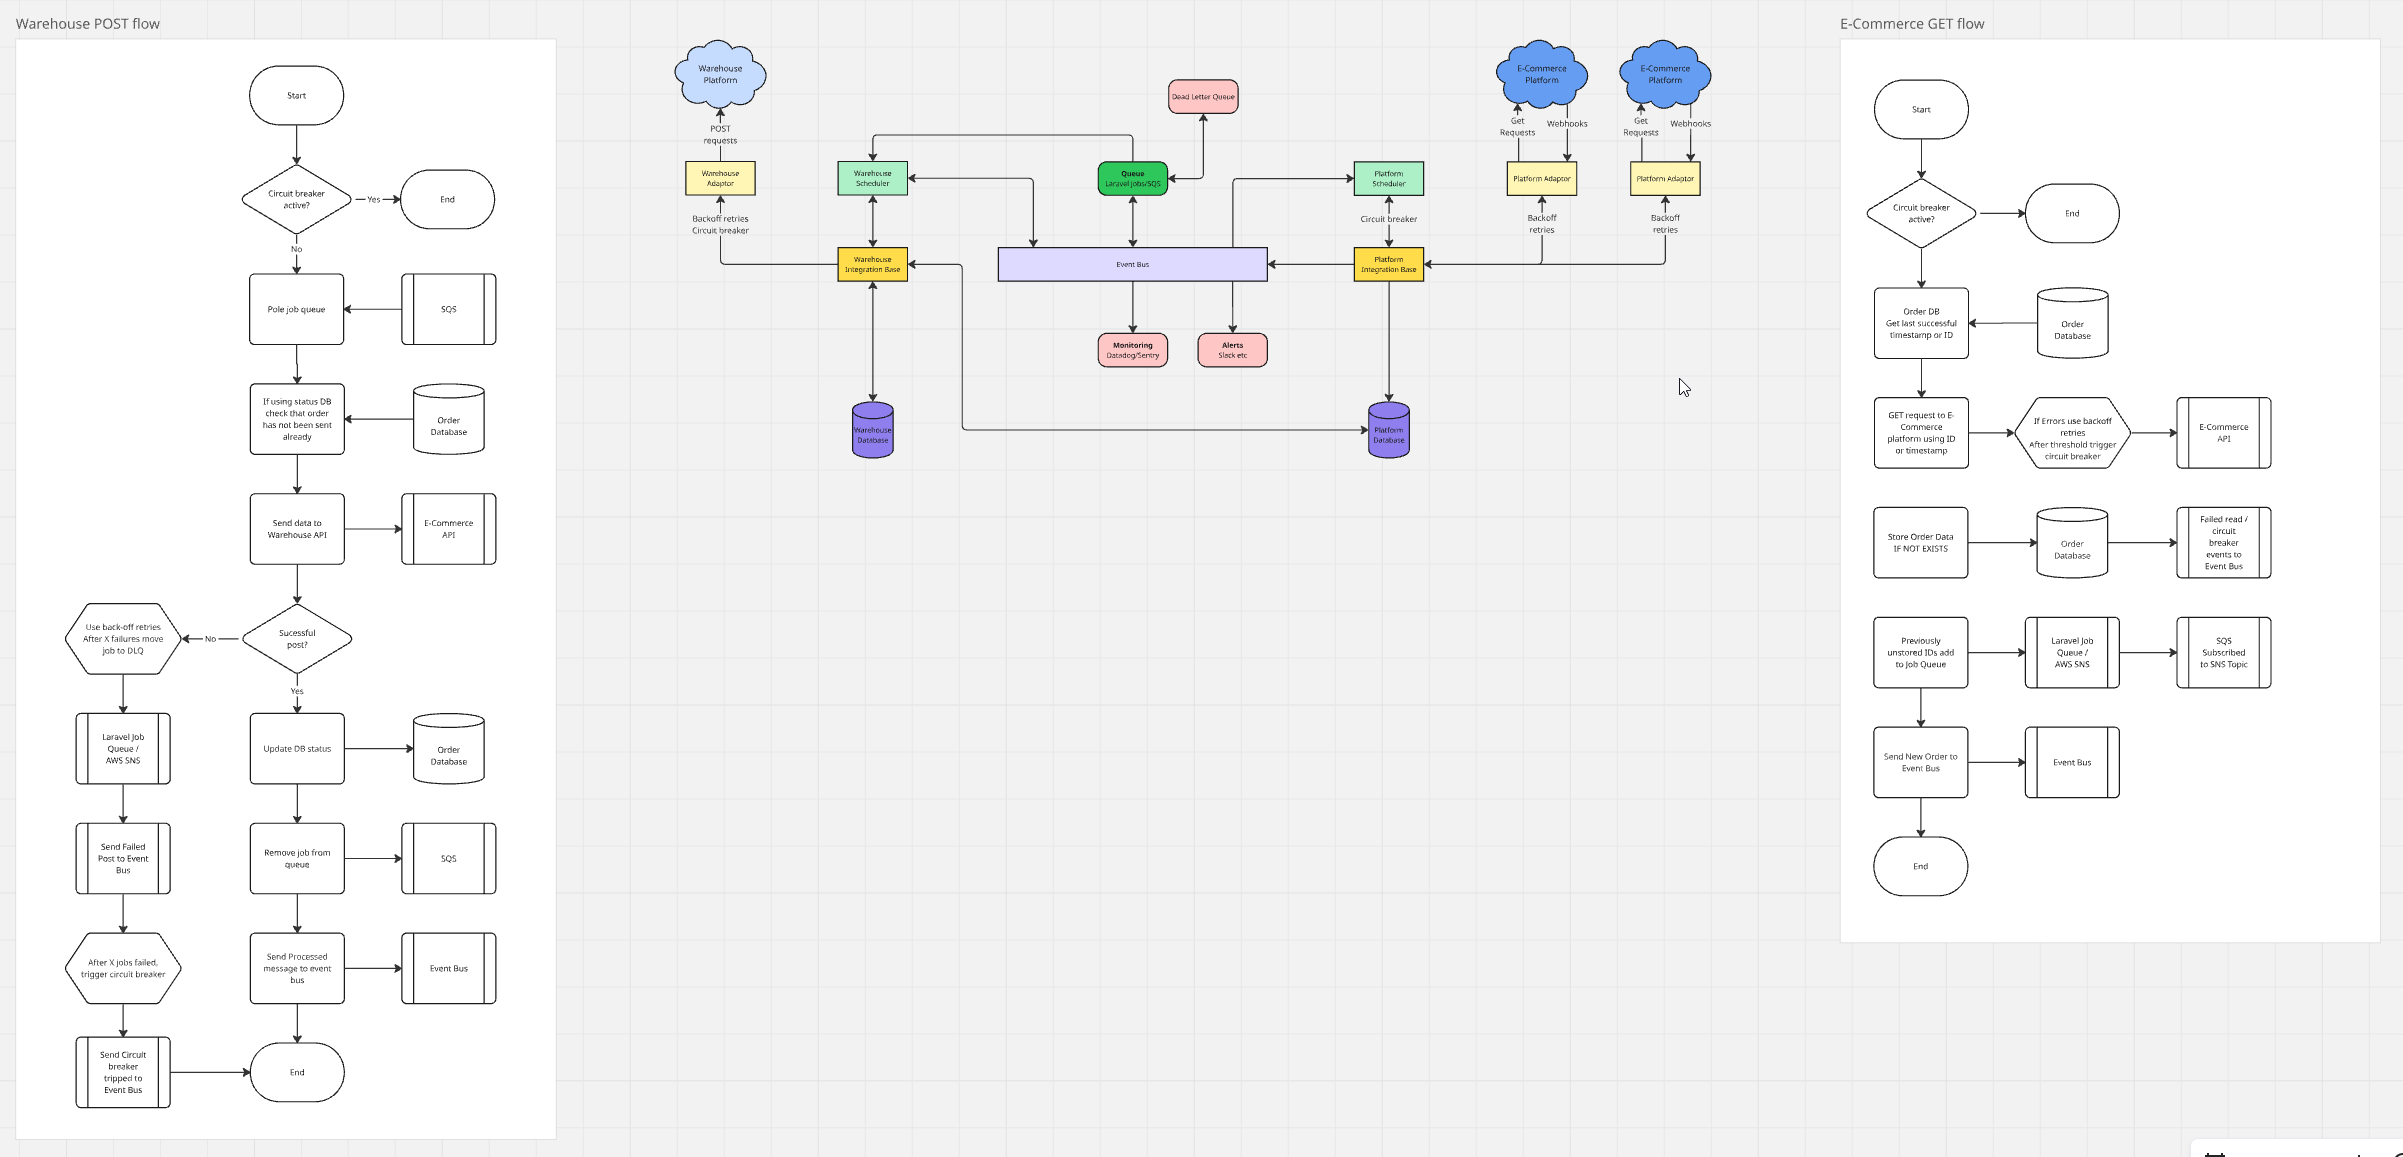 Warehouse POST flow
Start
Circuit breaker
active?
Yes
End
No
Pole job queue
SQS
If using status DB
check that order
has not been sent
already
Order
Database
Send data to
Warehouse API
E-Commerce
API
Sucessful
post?
No
Use back-off retries
After X failures move
job to DLQ
Yes
Laravel Job
Queue /
AWS SNS
Update DB status
Order
Database
Send Failed
Post to Event
Bus
Remove job from
queue
SQS
After X jobs failed,
trigger circuit breaker
Send Processed
message to event
bus
Event Bus
Send Circuit
breaker
tripped to
Event Bus
End
Warehouse
Platform
POST
requests
Warehouse
Adaptor
Backoff retries
Circuit breaker
Warehouse
Scheduler
Warehouse
Integration Base
Warehouse
Database
Dead Letter Queue
Queue
Laravel jobs/SQS
Event Bus
Monitoring
Datadog/Sentry
Alerts
Slack etc
Platform
Scheduler
Circuit breaker
Platform
Integration Base
Platform
Database
E-Commerce
Platform
Get
Requests
Webhooks
Platform Adaptor
Backoff
retries
E-Commerce
Platform
Get
Requests
Webhooks
Platform Adaptor
Backoff
retries
E-Commerce GET flow
Start
Circuit breaker
active?
End
Order DB
Get last successful
timestamp or ID
Order
Database
GET request to E-
Commerce
platform using ID
or timestamp
If Errors use backoff
retries
After threshold trigger
circuit breaker
E-Commerce
API
Store Order Data
IF NOT EXISTS
Order
Database
Failed read /
circuit
breaker
events to
Event Bus
Previously
unstored IDs add
to Job Queue
Laravel Job
Queue /
AWS SNS
SQS
Subscribed
to SNS Topic
Send New Order to
Event Bus
Event Bus
End